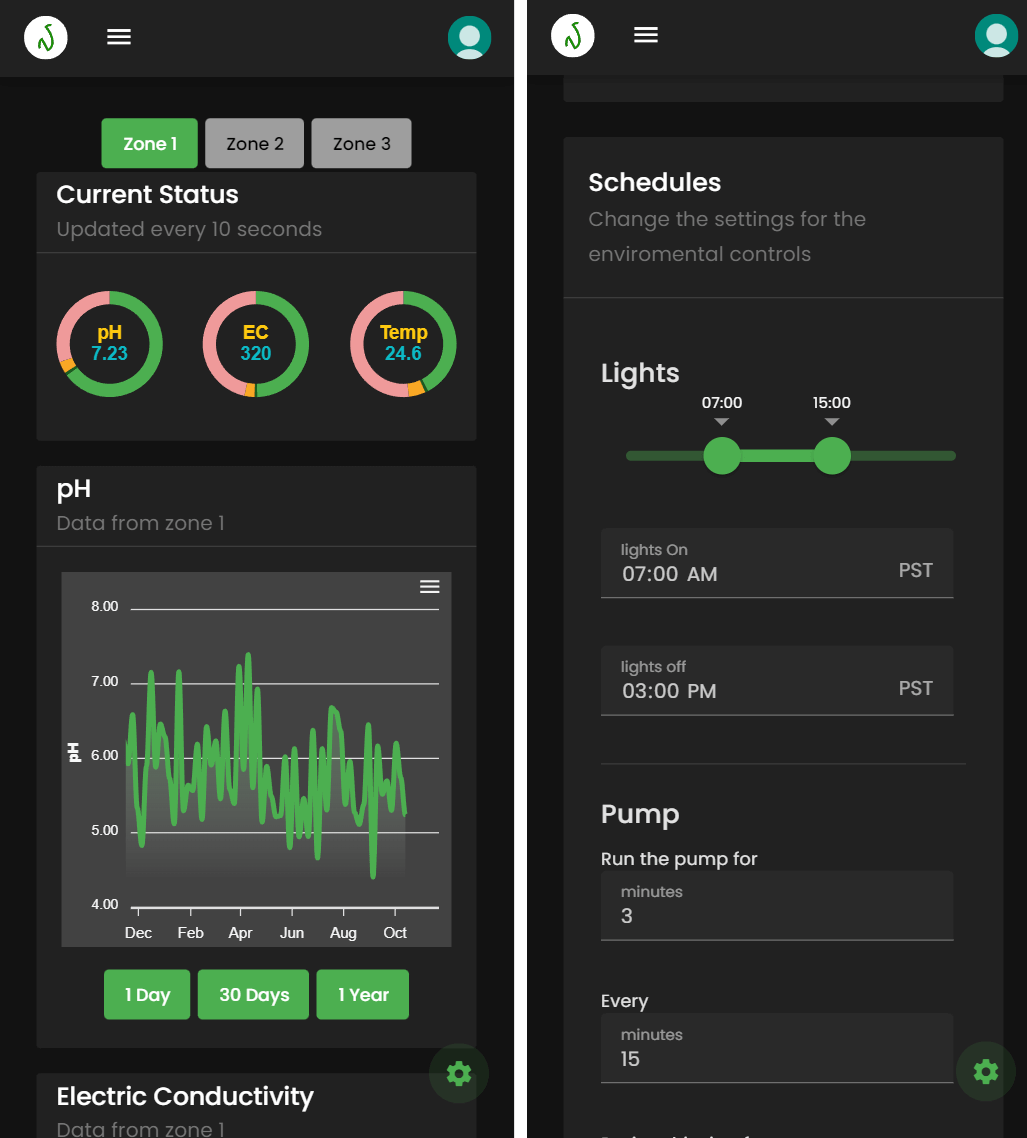 Zone 1 Zone 2 Zone 3
Current Status
Updated every 10 seconds
pH EC Temp
7.23 320 24.6
pH
Data from zone 1
8.00
7.00
6.00
5.00
4.00
pH
Dec Feb Apr Jun Aug Oct
1 Day 30 Days 1 Year
Electric Conductivity
Data from zone 1
Schedules
Change the settings for the
enviromental controls
Lights
07:00 15:00
lights On
07:00 AM PST
lights off
03:00 PM PST
Pump
Run the pump for
minutes
3
Every
minutes
15